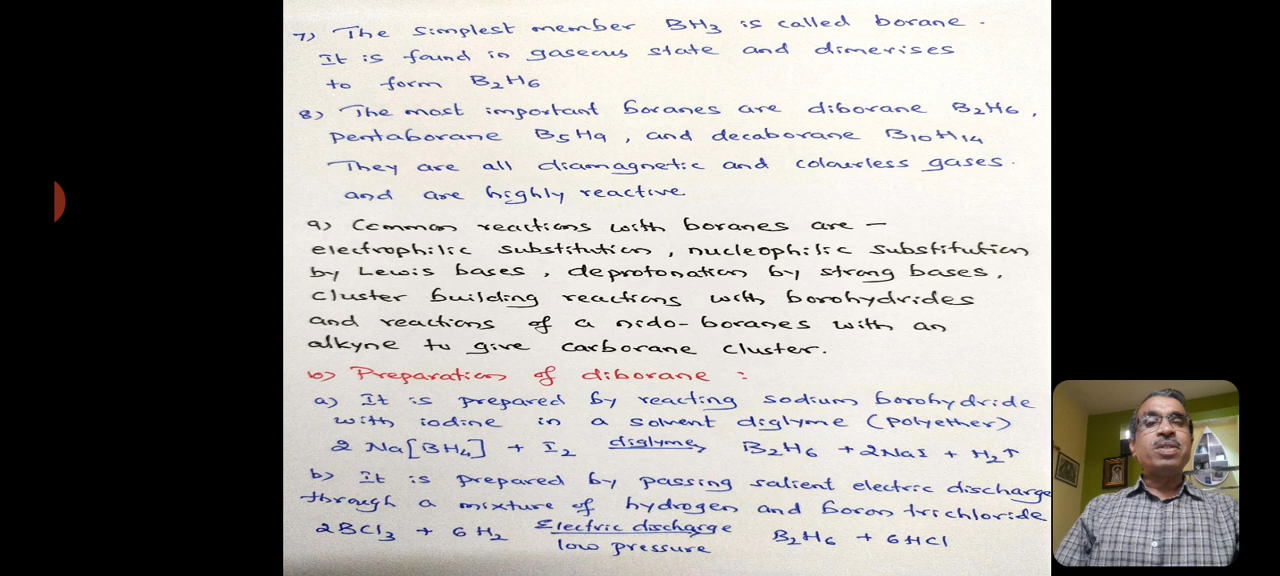 7) The simplest member BH₃ is called borane.
It is found in gaseous state and dimerises
to form B₂H₆
8) The most important boranes are diborane B₂H₆,
pentaborane B₅H₉, and decaborane B₁₀H₁₄
They are all diamagnetic and colourless gases.
and are highly reactive
9) Common reactions with boranes are –
electrophilic substitution, nucleophilic substitution
by Lewis bases, deprotonation by strong bases,
cluster building reactions with borohydrides
and reactions of a nido-boranes with an
alkyne to give carborane cluster.
10) Preparation of diborane :
a) It is prepared by reacting sodium borohydride
with iodine in a solvent diglyme (polyether)
2 Na[BH₄] + I₂ diglyme B₂H₆ + 2NaI + H₂↑
b) It is prepared by passing salient electric discharge
through a mixture of hydrogen and boron trichloride
2BCl₃ + 6H₂ Electric discharge B₂H₆ + 6HCl
low pressure